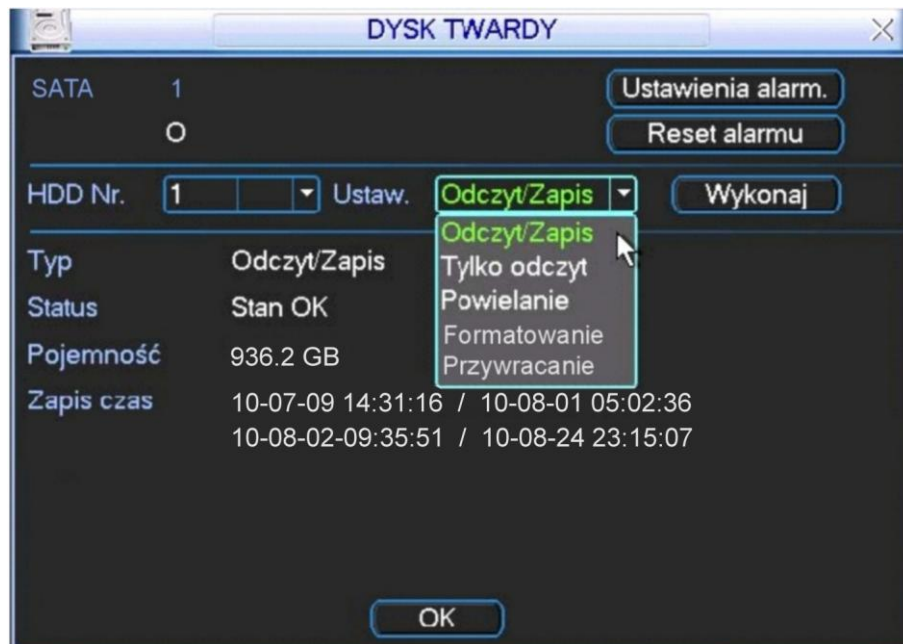 DYSK TWARDY
SATA 1 Ustawienia alarm.
O Reset alarmu
HDD Nr. 1 Ustaw. Odczyt/Zapis Wykonaj
Odczyt/Zapis
Typ Odczyt/Zapis Tylko odczyt
Status Stan OK Powielanie
Formatowanie
Pojemność 936.2 GB Przywracanie
Zapis czas 10-07-09 14:31:16 / 10-08-01 05:02:36
10-08-02-09:35:51 / 10-08-24 23:15:07
OK